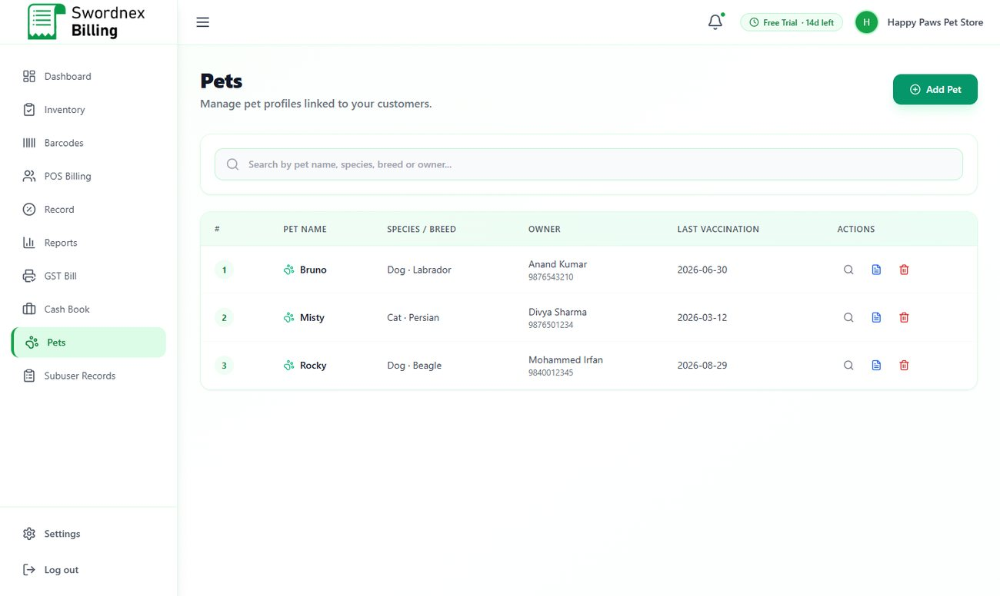 Swordnex
Billing
Free Trial · 14d left
H
Happy Paws Pet Store
Dashboard
Inventory
Barcodes
POS Billing
Record
Reports
GST Bill
Cash Book
Pets
Subuser Records
Settings
Log out
Pets
Manage pet profiles linked to your customers.
Add Pet
Search by pet name, species, breed or owner...
# PET NAME SPECIES / BREED OWNER LAST VACCINATION ACTIONS
1 Bruno Dog · Labrador Anand Kumar 2026-06-30
9876543210
2 Misty Cat · Persian Divya Sharma 2026-03-12
9876501234
3 Rocky Dog · Beagle Mohammed Irfan 2026-08-29
9840012345